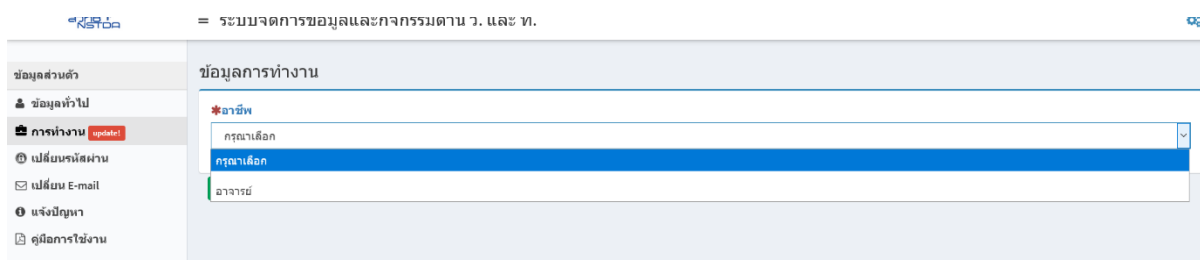 NSTDA
= ระบบจดการขอมูลและกจกรรมดาน ว. และ ท.
ข้อมูลส่วนตัว
ข้อมูลทั่วไป
การทำงาน update!
เปลี่ยนรหัสผ่าน
เปลี่ยน E-mail
แจ้งปัญหา
คู่มือการใช้งาน
ข้อมูลการทำงาน
*อาชีพ
กรุณาเลือก
กรุณาเลือก
อาจารย์